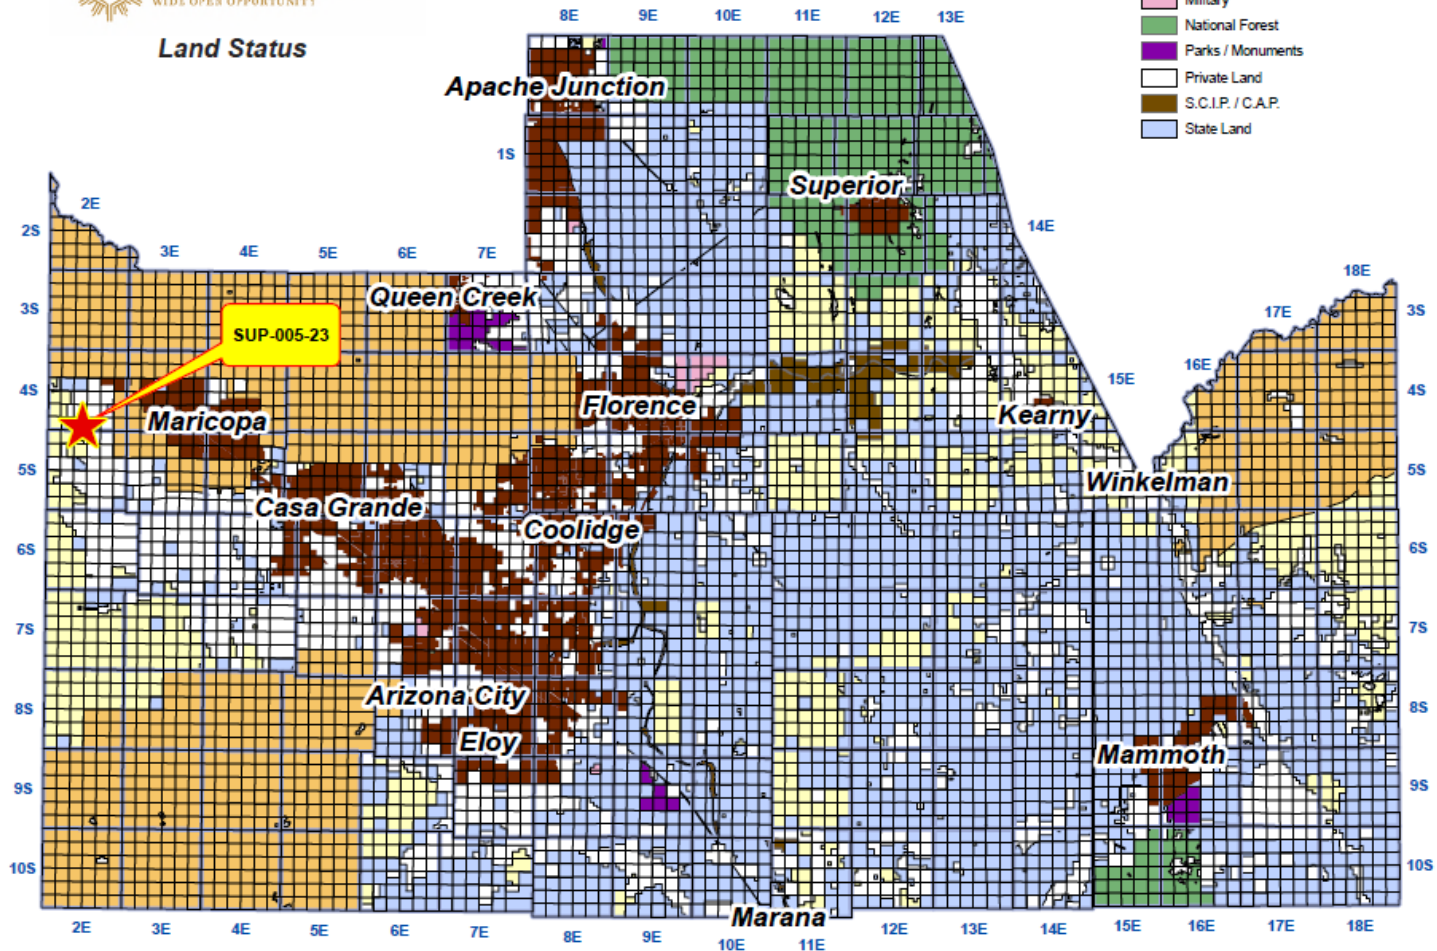 WIDE OPEN OPPORTUNITY
Land Status
Military
National Forest
Parks / Monuments
Private Land
S.C.I.P. / C.A.P.
State Land
8E 9E 10E 11E 12E 13E
Apache Junction
1S
Superior
2E
2S
14E
3E 4E 5E 6E 7E
18E
Queen Creek
3S
17E
3S
SUP-005-23
16E
15E
4S
4S
Florence
Kearny
Maricopa
5S
5S
Winkelman
Casa Grande
Coolidge
6S
6S
7S
7S
Arizona City
8S
8S
Eloy
Mammoth
9S
9S
10S
10S
Marana
2E 3E 4E 5E 6E 7E 8E 9E 10E 11E 12E 13E 14E 15E 16E 17E 18E